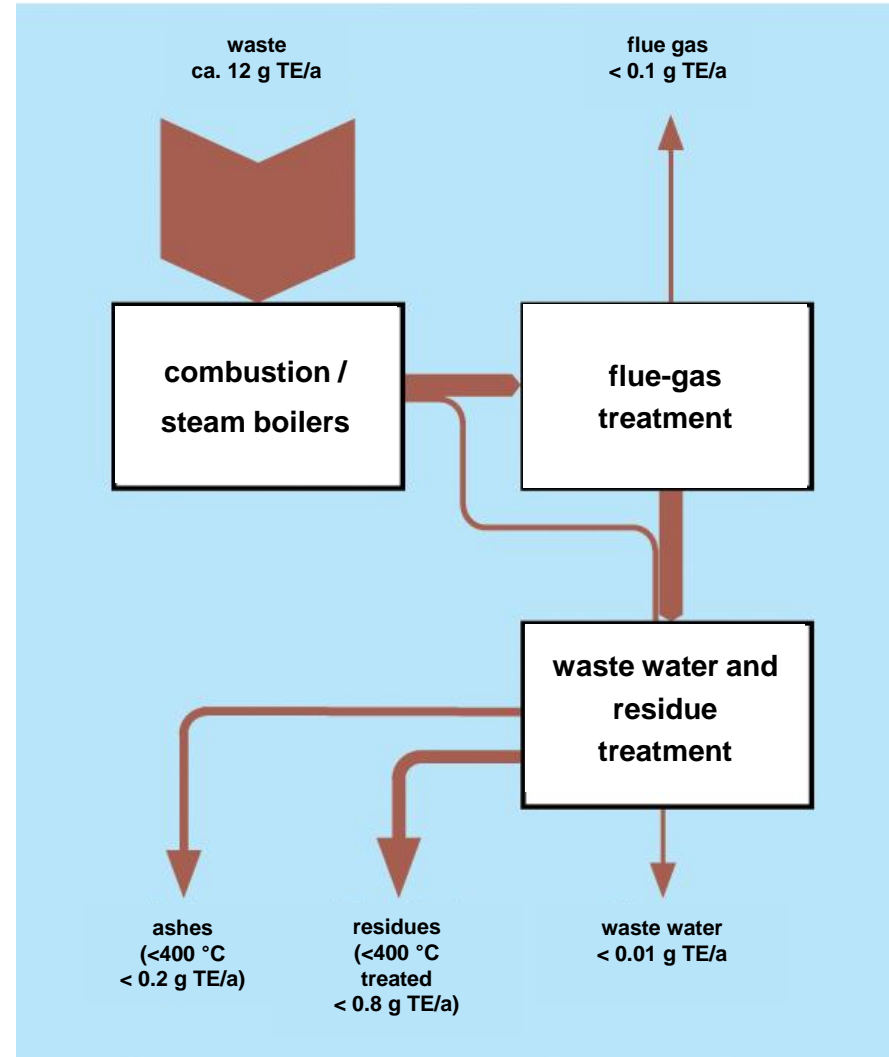 waste
ca. 12 g TE/a
flue gas
< 0.1 g TE/a
combustion /
steam boilers
flue-gas
treatment
waste water and
residue
treatment
ashes
(<400 °C
< 0.2 g TE/a)
residues
(<400 °C
treated
< 0.8 g TE/a)
waste water
< 0.01 g TE/a